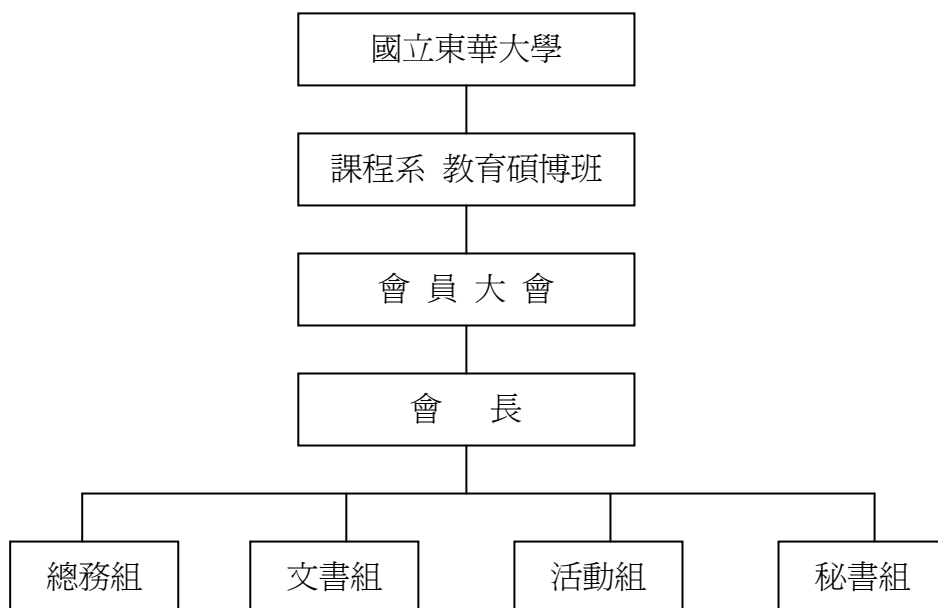 國立東華大學
課程系 教育碩博班
會 員 大 會
會 長
總務組
文書組
活動組
秘書組